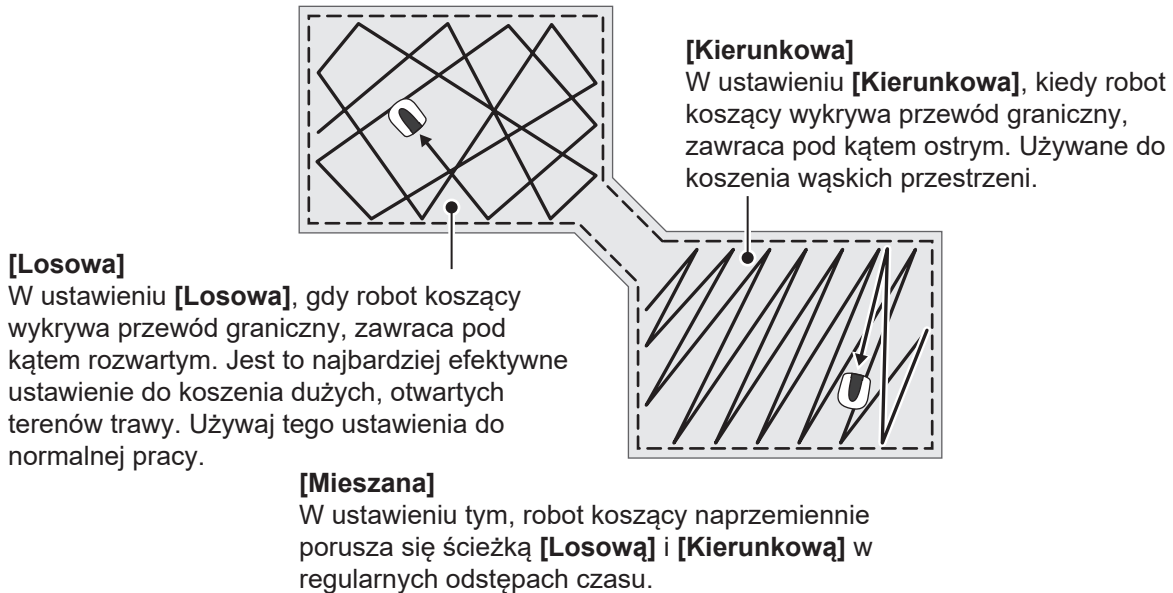 [Kierunkowa]
W ustawieniu [Kierunkowa], kiedy robot
koszący wykrywa przewód graniczny,
zawraca pod kątem ostrym. Używane do
koszenia wąskich przestrzeni.
[Losowa]
W ustawieniu [Losowa], gdy robot koszący
wykrywa przewód graniczny, zawraca pod
kątem rozwartym. Jest to najbardziej efektywne
ustawienie do koszenia dużych, otwartych
terenów trawy. Używaj tego ustawienia do
normalnej pracy.
[Mieszana]
W ustawieniu tym, robot koszący naprzemiennie
porusza się ścieżką [Losową] i [Kierunkową] w
regularnych odstępach czasu.